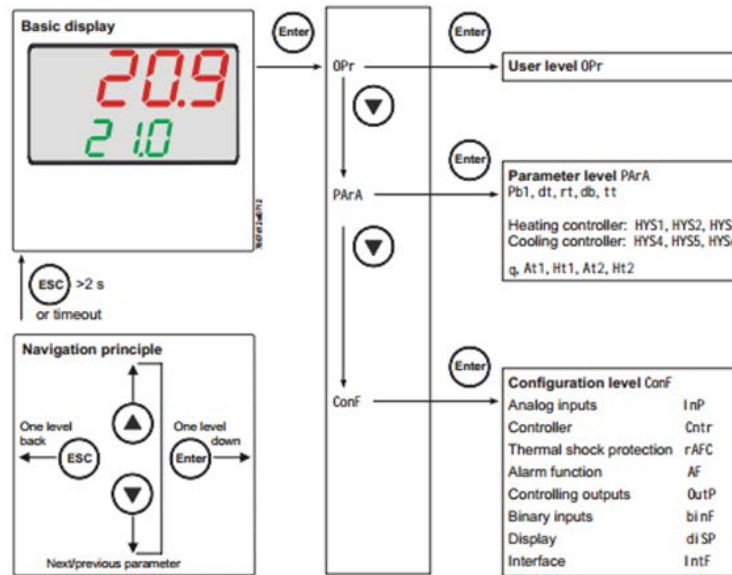 Basic display
20.9
21.0
Enter
OPr
Enter
User level OPr
PArA
Enter
Parameter level PArA
Pb1, dt, rt, db, tt
Heating controller: HYS1, HYS2,
Cooling controller: HYS4, HYS5,
q, At1, Ht1, At2, Ht2
ESC >2 s
or timeout
Navigation principle
One level
back
ESC
One level
down
Enter
Next/previous parameter
ConF
Enter
Configuration level ConF
Analog inputs InP
Controller Cntr
Thermal shock protection rAFC
Alarm function AF
Controlling outputs OutP
Binary inputs binF
Display diSP
Interface IntF